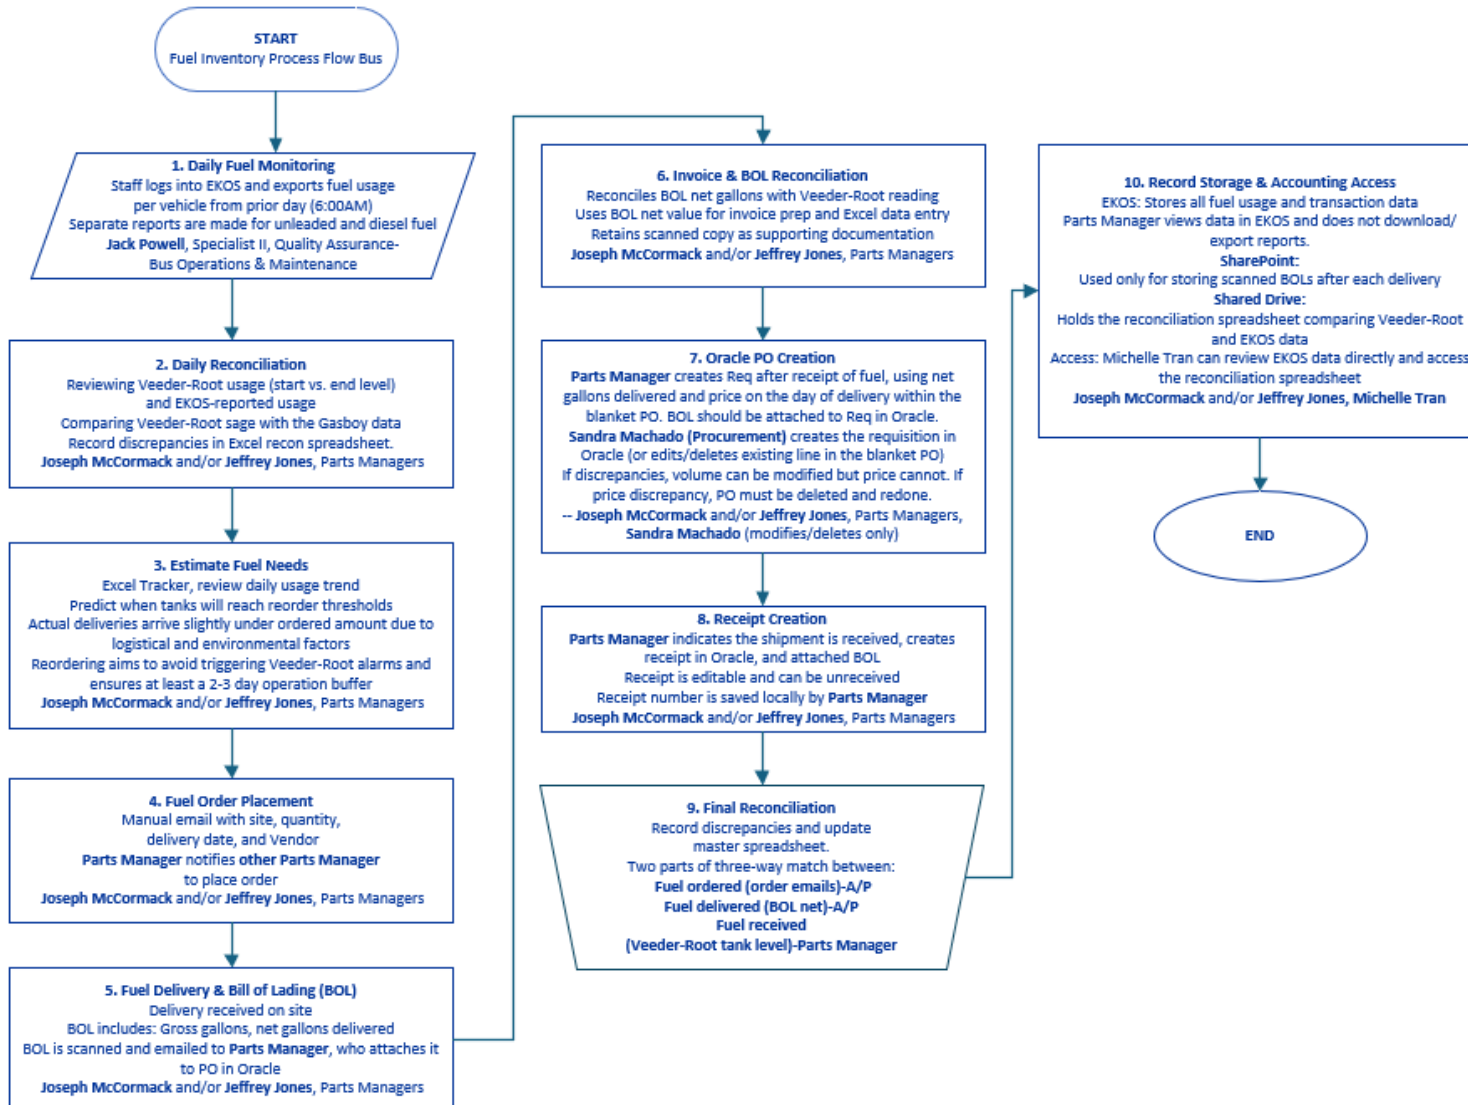 START
Fuel Inventory Process Flow Bus
1. Daily Fuel Monitoring
Staff logs into EKOS and exports fuel usage
per vehicle from prior day (6:00AM)
Separate reports are made for unleaded and diesel fuel
Jack Powell, Specialist II, Quality Assurance-
Bus Operations & Maintenance
2. Daily Reconciliation
Reviewing Veeder-Root usage (start vs. end level)
and EKOS-reported usage
Comparing Veeder-Root sage with the Gasboy data
Record discrepancies in Excel recon spreadsheet.
Joseph McCormack and/or Jeffrey Jones, Parts Managers
3. Estimate Fuel Needs
Excel Tracker, review daily usage trend
Predict when tanks will reach reorder thresholds
Actual deliveries arrive slightly under ordered amount due to
logistical and environmental factors
Reordering aims to avoid triggering Veeder-Root alarms and
ensures at least a 2-3 day operation buffer
Joseph McCormack and/or Jeffrey Jones, Parts Managers
4. Fuel Order Placement
Manual email with site, quantity,
delivery date, and Vendor
Parts Manager notifies other Parts Manager
to place order
Joseph McCormack and/or Jeffrey Jones, Parts Managers
5. Fuel Delivery & Bill of Lading (BOL)
Delivery received on site
BOL includes: Gross gallons, net gallons delivered
BOL is scanned and emailed to Parts Manager, who attaches it
to PO in Oracle
Joseph McCormack and/or Jeffrey Jones, Parts Managers
6. Invoice & BOL Reconciliation
Reconciles BOL net gallons with Veeder-Root reading
Uses BOL net value for invoice prep and Excel data entry
Retains scanned copy as supporting documentation
Joseph McCormack and/or Jeffrey Jones, Parts Managers
7. Oracle PO Creation
Parts Manager creates Req after receipt of fuel, using net
gallons delivered and price on the day of delivery within the
blanket PO. BOL should be attached to Req in Oracle.
Sandra Machado (Procurement) creates the requisition in
Oracle (or edits/deletes existing line in the blanket PO)
If discrepancies, volume can be modified but price cannot. If
price discrepancy, PO must be deleted and redone.
-- Joseph McCormack and/or Jeffrey Jones, Parts Managers,
Sandra Machado (modifies/deletes only)
8. Receipt Creation
Parts Manager indicates the shipment is received, creates
receipt in Oracle, and attached BOL
Receipt is editable and can be unreceived
Receipt number is saved locally by Parts Manager
Joseph McCormack and/or Jeffrey Jones, Parts Managers
9. Final Reconciliation
Record discrepancies and update
master spreadsheet.
Two parts of three-way match between:
Fuel ordered (order emails)-A/P
Fuel delivered (BOL net)-A/P
Fuel received
(Veeder-Root tank level)-Parts Manager
10. Record Storage & Accounting Access
EKOS: Stores all fuel usage and transaction data
Parts Manager views data in EKOS and does not download/
export reports.
SharePoint:
Used only for storing scanned BOLs after each delivery
Shared Drive:
Holds the reconciliation spreadsheet comparing Veeder-Root
and EKOS data
Access: Michelle Tran can review EKOS data directly and access
the reconciliation spreadsheet
Joseph McCormack and/or Jeffrey Jones, Michelle Tran
END